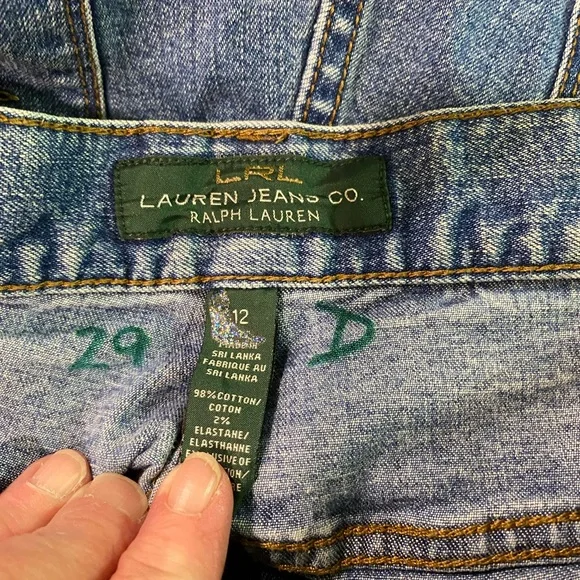 LRL
LAUREN JEANS CO.
RALPH LAUREN
29
12
D
MADE IN
SRI LANKA
FABRIQUE AU
SRI LANKA
98% COTTON/
COTON
2%
ELASTANE/
ELASTHANNE
OF